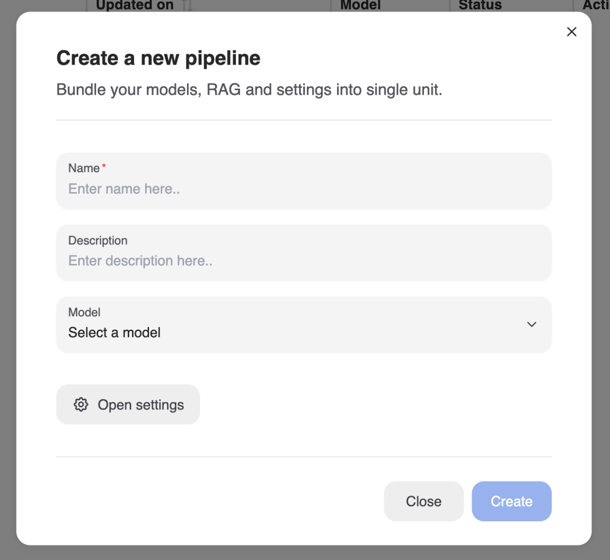 Updated on Model Status
Create a new pipeline
Bundle your models, RAG and settings into single unit.
Name*
Enter name here..
Description
Enter description here..
Model
Select a model
Open settings
Close Create